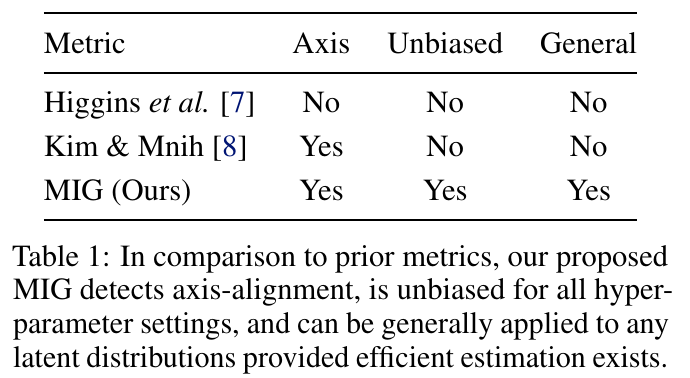 Metric Axis Unbiased General
Higgins et al. [7] No No No
Kim & Mnih [8] Yes No No
MIG (Ours) Yes Yes Yes
Table 1: In comparison to prior metrics, our proposed
MIG detects axis-alignment, is unbiased for all hyper-
parameter settings, and can be generally applied to any
latent distributions provided efficient estimation exists.